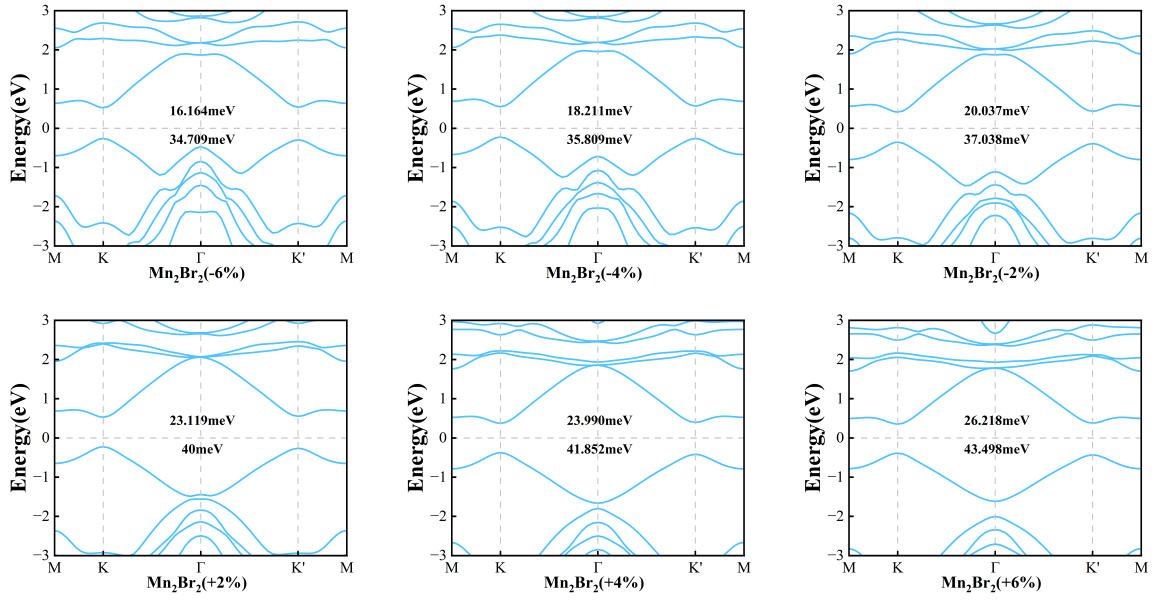 Energy(eV)
3
2
1
0
−1
−2
−3
16.164meV
34.709meV
M K Γ K' M
Mn₂Br₂(-6%)
Energy(eV)
3
2
1
0
−1
−2
−3
18.211meV
35.809meV
M K Γ K' M
Mn₂Br₂(-4%)
Energy(eV)
3
2
1
0
−1
−2
−3
20.037meV
37.038meV
M K Γ K' M
Mn₂Br₂(-2%)
Energy(eV)
3
2
1
0
−1
−2
−3
23.119meV
40meV
M K Γ K' M
Mn₂Br₂(+2%)
Energy(eV)
3
2
1
0
−1
−2
−3
23.990meV
41.852meV
M K Γ K' M
Mn₂Br₂(+4%)
Energy(eV)
3
2
1
0
−1
−2
−3
26.218meV
43.498meV
M K Γ K' M
Mn₂Br₂(+6%)